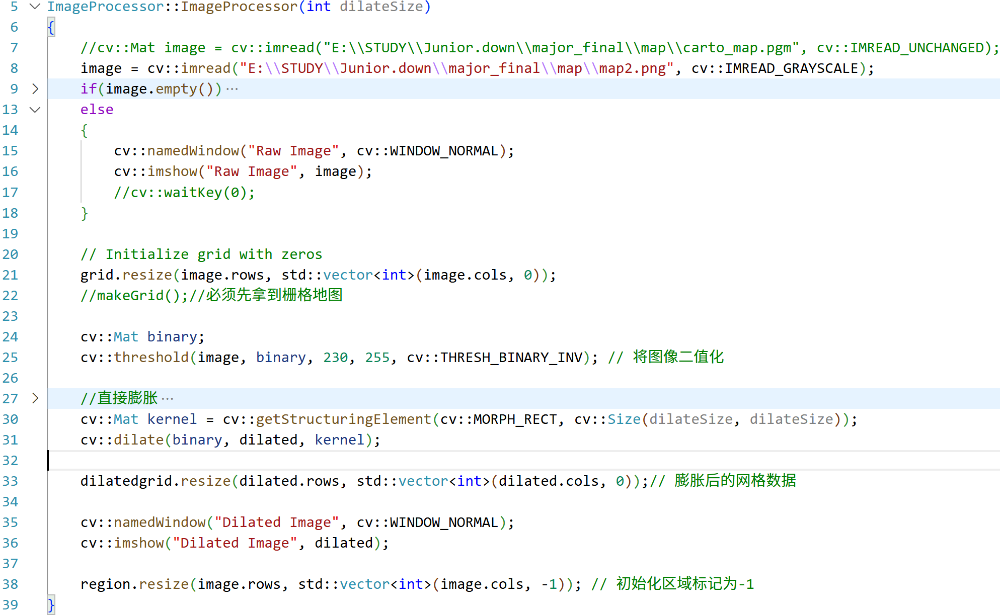 5 ImageProcessor::ImageProcessor(int dilateSize)
6 {
7 //cv::Mat image = cv::imread("E:\\STUDY\\Junior.down\\major_final\\map\\carto_map.pgm", cv::IMREAD_UNCHANGED);
8 image = cv::imread("E:\\STUDY\\Junior.down\\major_final\\map\\map2.png", cv::IMREAD_GRAYSCALE);
9 if(image.empty())⋯
13 else
14 {
15 cv::namedWindow("Raw Image", cv::WINDOW_NORMAL);
16 cv::imshow("Raw Image", image);
17 //cv::waitKey(0);
18 }
19
20 // Initialize grid with zeros
21 grid.resize(image.rows, std::vector<int>(image.cols, 0));
22 //makeGrid();//必须先拿到栅格地图
23
24 cv::Mat binary;
25 cv::threshold(image, binary, 230, 255, cv::THRESH_BINARY_INV); // 将图像二值化
26
27 //直接膨胀⋯
30 cv::Mat kernel = cv::getStructuringElement(cv::MORPH_RECT, cv::Size(dilateSize, dilateSize));
31 cv::dilate(binary, dilated, kernel);
32
33 dilatedgrid.resize(dilated.rows, std::vector<int>(dilated.cols, 0));// 膨胀后的网格数据
34
35 cv::namedWindow("Dilated Image", cv::WINDOW_NORMAL);
36 cv::imshow("Dilated Image", dilated);
37
38 region.resize(image.rows, std::vector<int>(image.cols, -1)); // 初始化区域标记为-1
39 }